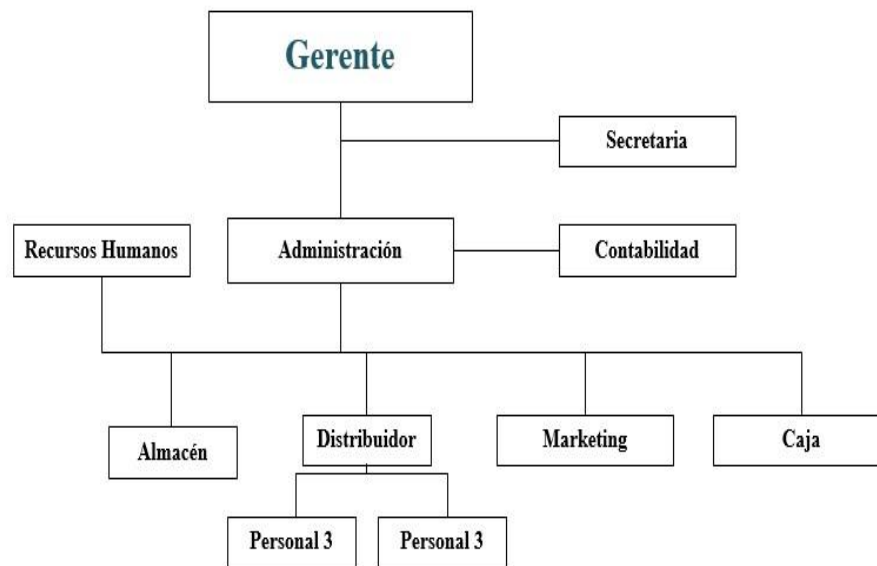 Gerente
Secretaria
Recursos Humanos
Administración
Contabilidad
Almacén
Distribuidor
Marketing
Caja
Personal 3
Personal 3